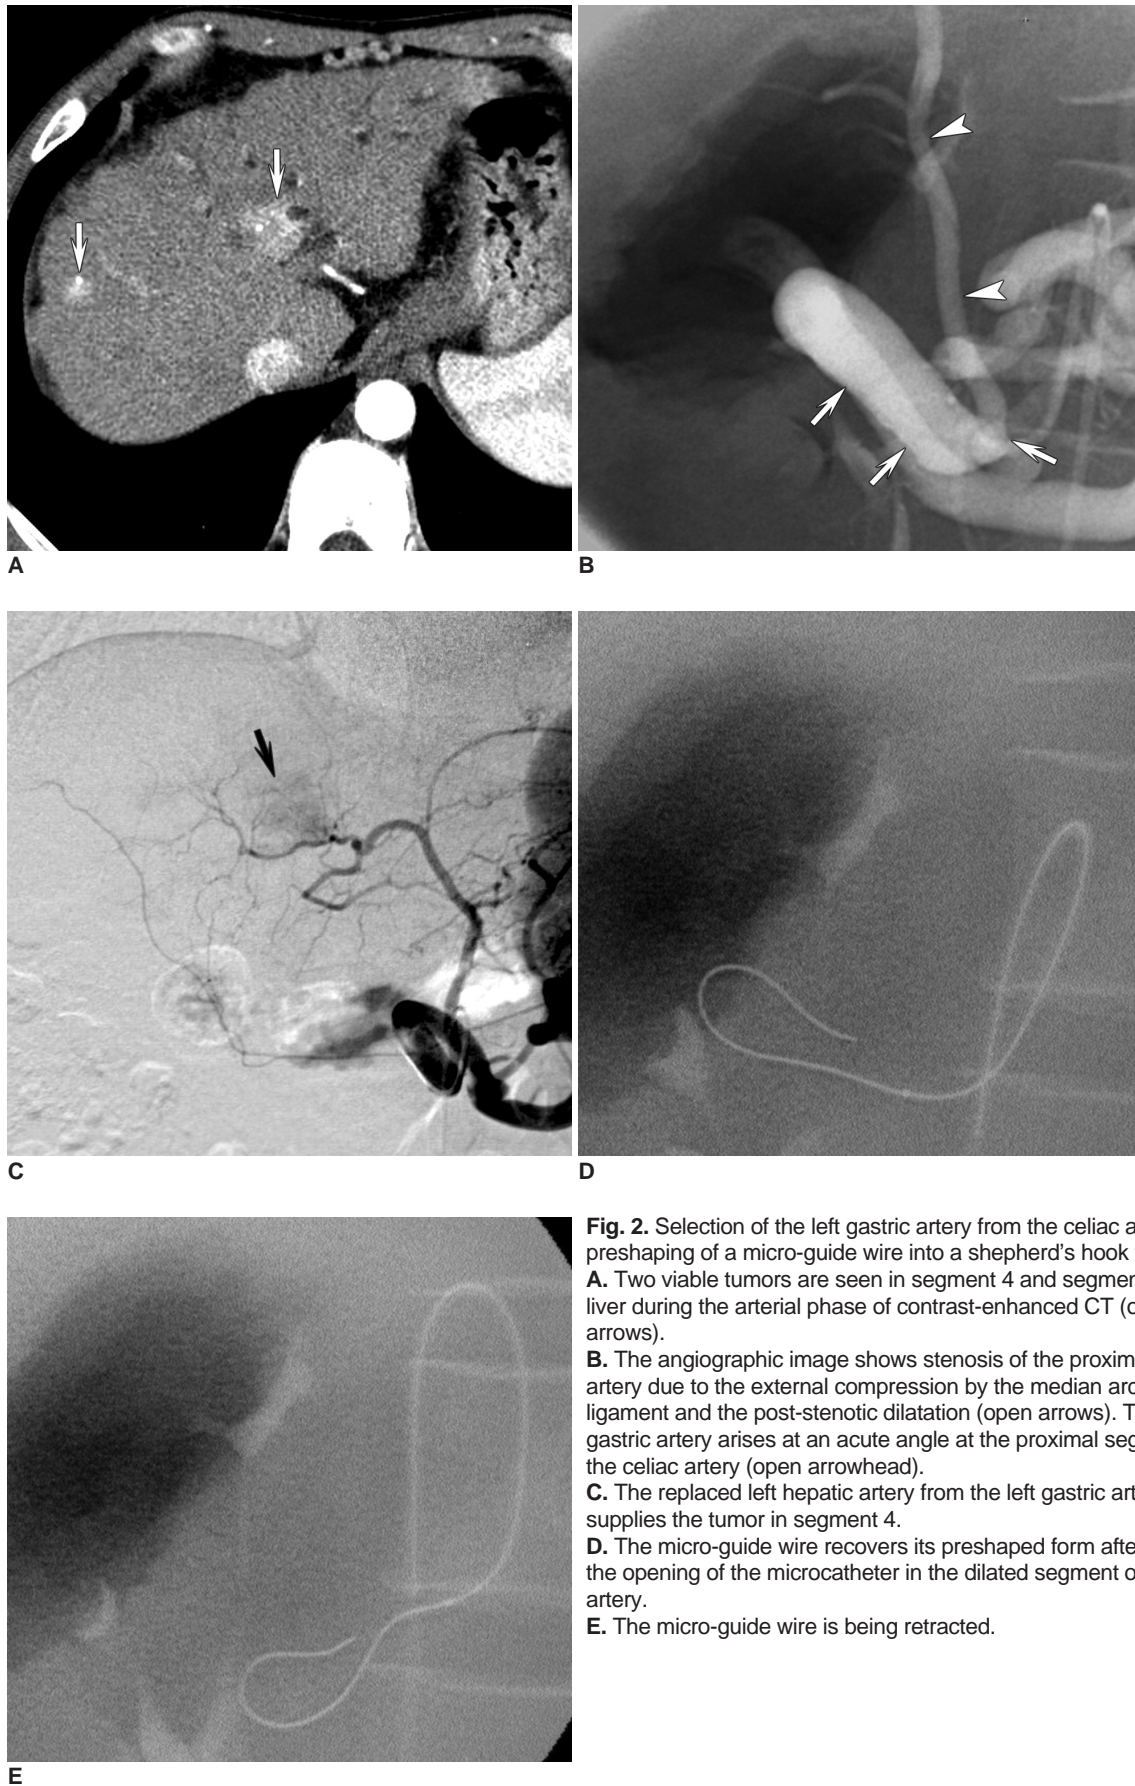 A
B
C
D
Fig. 2. Selection of the left gastric artery from the celiac a
preshaping of a micro-guide wire into a shepherd's hook
A. Two viable tumors are seen in segment 4 and segmen
liver during the arterial phase of contrast-enhanced CT (o
arrows).
B. The angiographic image shows stenosis of the proxim
artery due to the external compression by the median arc
ligament and the post-stenotic dilatation (open arrows). T
gastric artery arises at an acute angle at the proximal seg
the celiac artery (open arrowhead).
C. The replaced left hepatic artery from the left gastric art
supplies the tumor in segment 4.
D. The micro-guide wire recovers its preshaped form afte
the opening of the microcatheter in the dilated segment o
artery.
E. The micro-guide wire is being retracted.
E